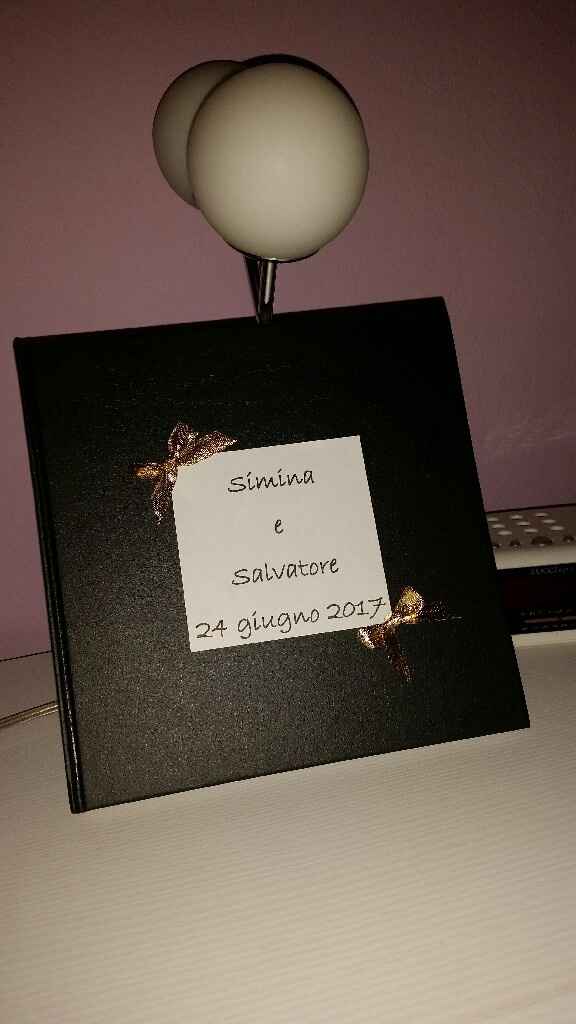 Simina
e
Salvatore
24 giugno 2017